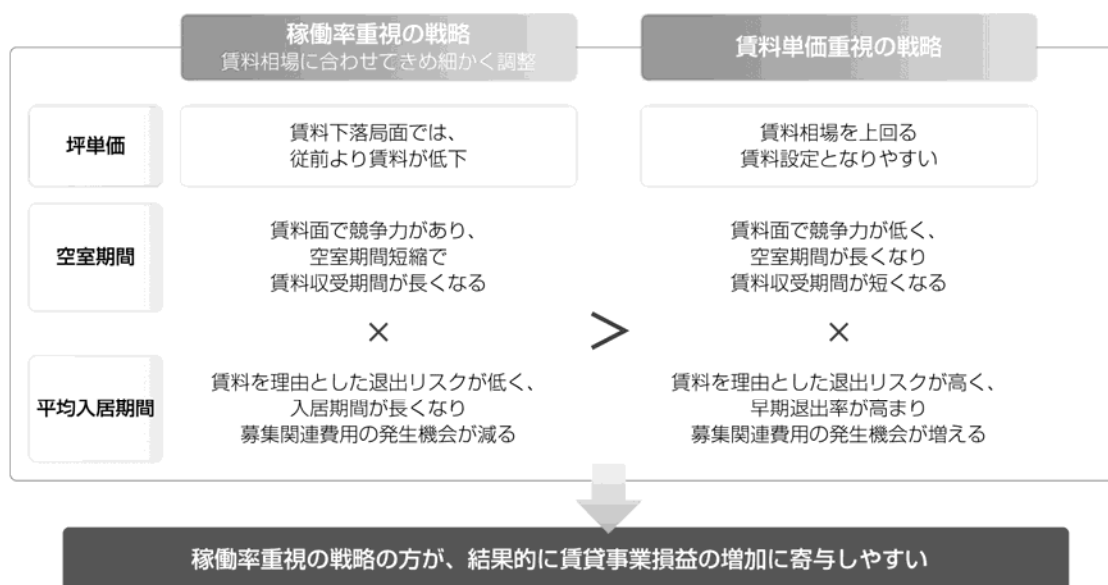 稼働率重視の戦略
賃料相場に合わせてきめ細かく調整
賃料単価重視の戦略
坪単価
賃料下落局面では、
従前より賃料が低下
賃料相場を上回る
賃料設定となりやすい
空室期間
賃料面で競争力があり、
空室期間短縮で
賃料収受期間が長くなる
賃料面で競争力が低く、
空室期間が長くなり
賃料収受期間が短くなる
×
>
×
平均入居期間
賃料を理由とした退出リスクが低く、
入居期間が長くなり
募集関連費用の発生機会が減る
賃料を理由とした退出リスクが高く、
早期退出率が高まり
募集関連費用の発生機会が増える
稼働率重視の戦略の方が、結果的に賃貸事業損益の増加に寄与しやすい